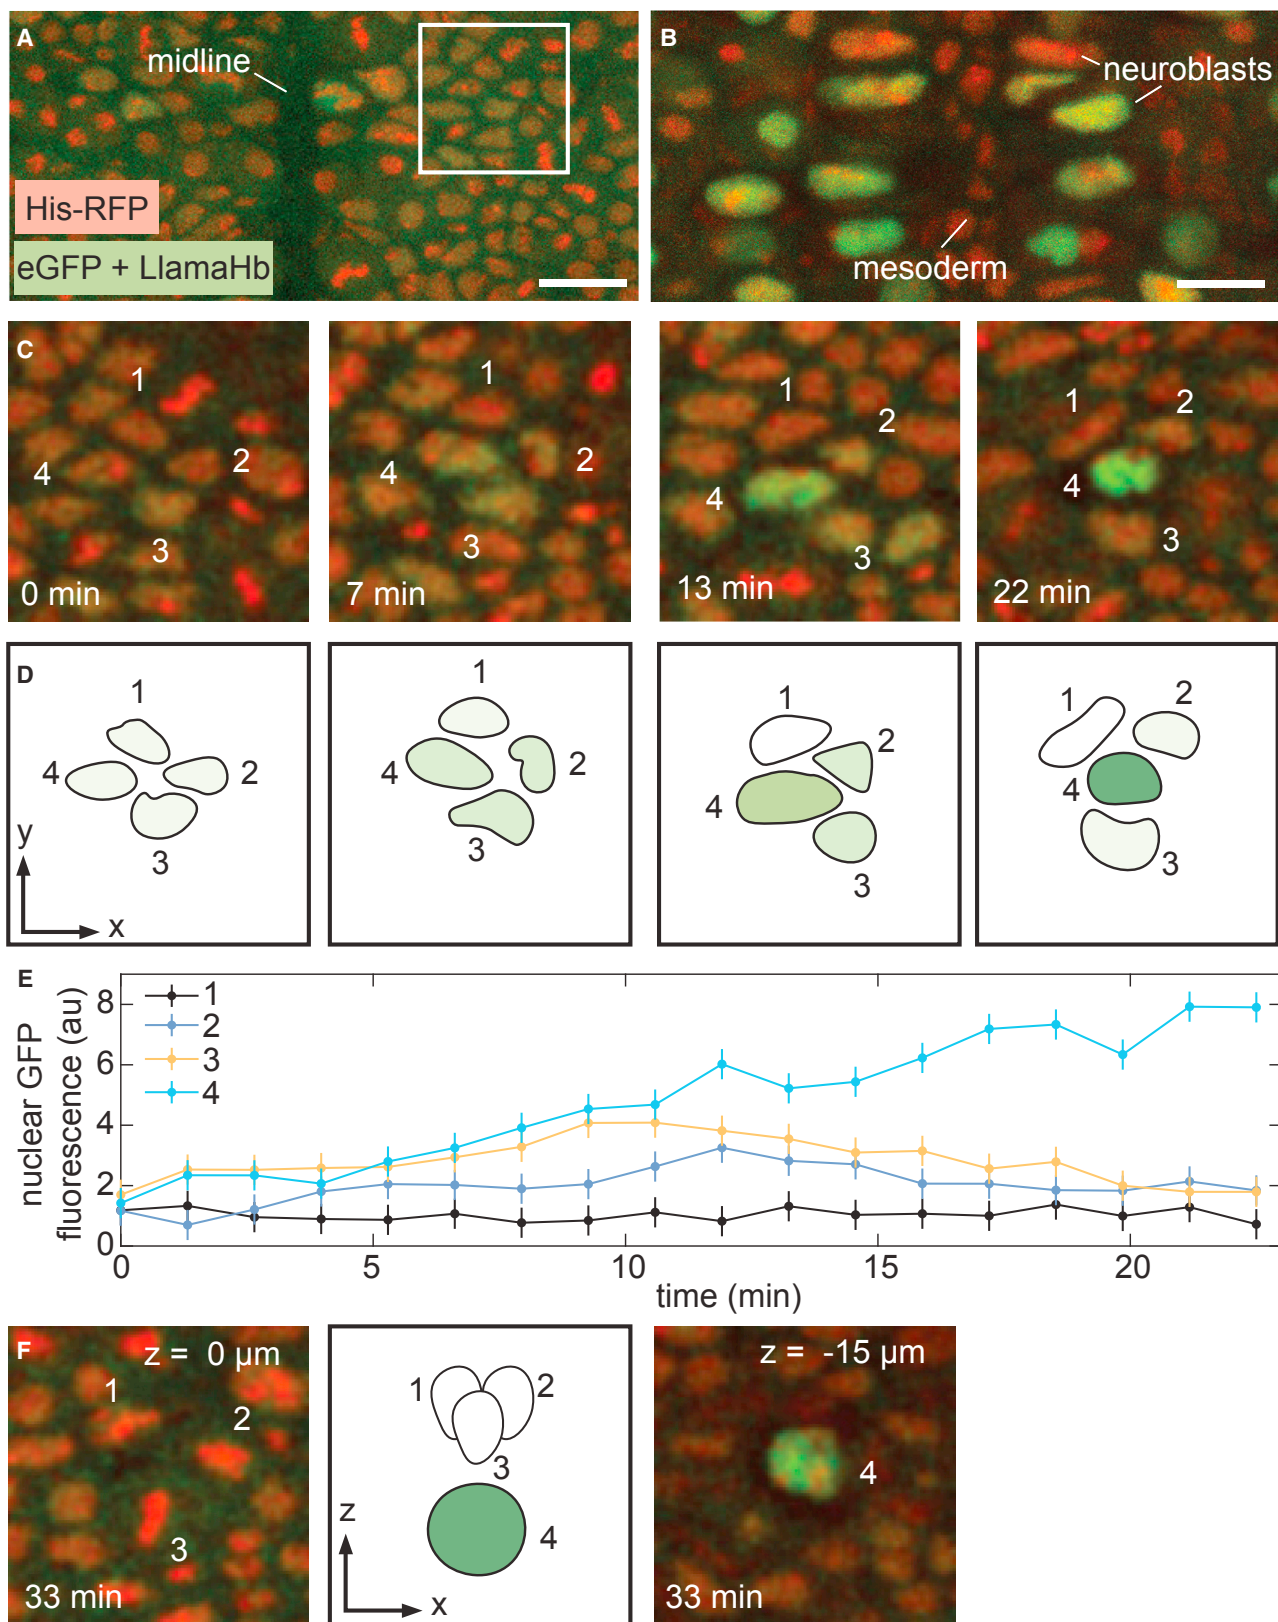 A
midline
His-RFP
eGFP + LlamaHb
B
neuroblasts
mesoderm
C
1
2
3
4
0 min
1
2
3
4
7 min
1
2
3
4
13 min
1
2
3
4
22 min
D
1
2
3
4
y
x
1
2
3
4
1
2
3
4
1
2
3
4
E
nuclear GFP
fluorescence (au)
8
6
4
2
0
1
2
3
4
0
5
10
15
20
time (min)
F
z = 0 µm
1
2
3
33 min
1
2
3
4
z
x
z = -15 µm
4
33 min